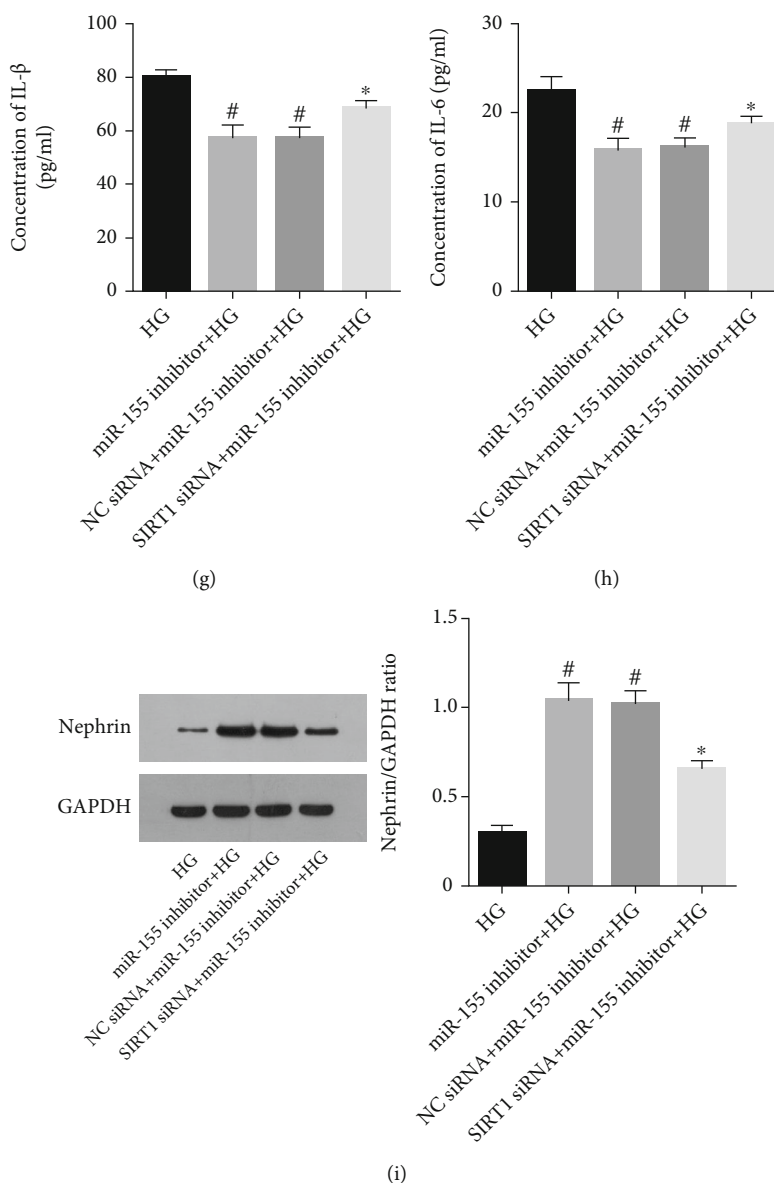 Concentration of IL-β
(pg/ml)
100
80
60
40
20
0
#
#
*
HG
miR-155 inhibitor+HG
NC siRNA+miR-155 inhibitor+HG
SIRT1 siRNA+miR-155 inhibitor+HG
(g)
Concentration of IL-6 (pg/ml)
30
20
10
0
#
#
*
HG
miR-155 inhibitor+HG
NC siRNA+miR-155 inhibitor+HG
SIRT1 siRNA+miR-155 inhibitor+HG
(h)
Nephrin
GAPDH
HG
miR-155 inhibitor+HG
NC siRNA+miR-155 inhibitor+HG
SIRT1 siRNA+miR-155 inhibitor+HG
Nephrin/GAPDH ratio
1.5
1.0
0.5
0
#
#
*
HG
miR-155 inhibitor+HG
NC siRNA+miR-155 inhibitor+HG
SIRT1 siRNA+miR-155 inhibitor+HG
(i)